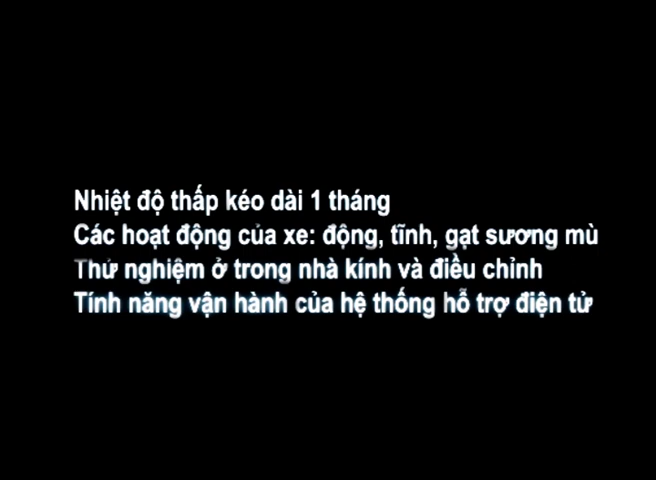 Nhiệt độ thấp kéo dài 1 tháng
Các hoạt động của xe: động, tĩnh, gạt sương mù
Thử nghiệm ở trong nhà kính và điều chỉnh
Tính năng vận hành của hệ thống hỗ trợ điện tử